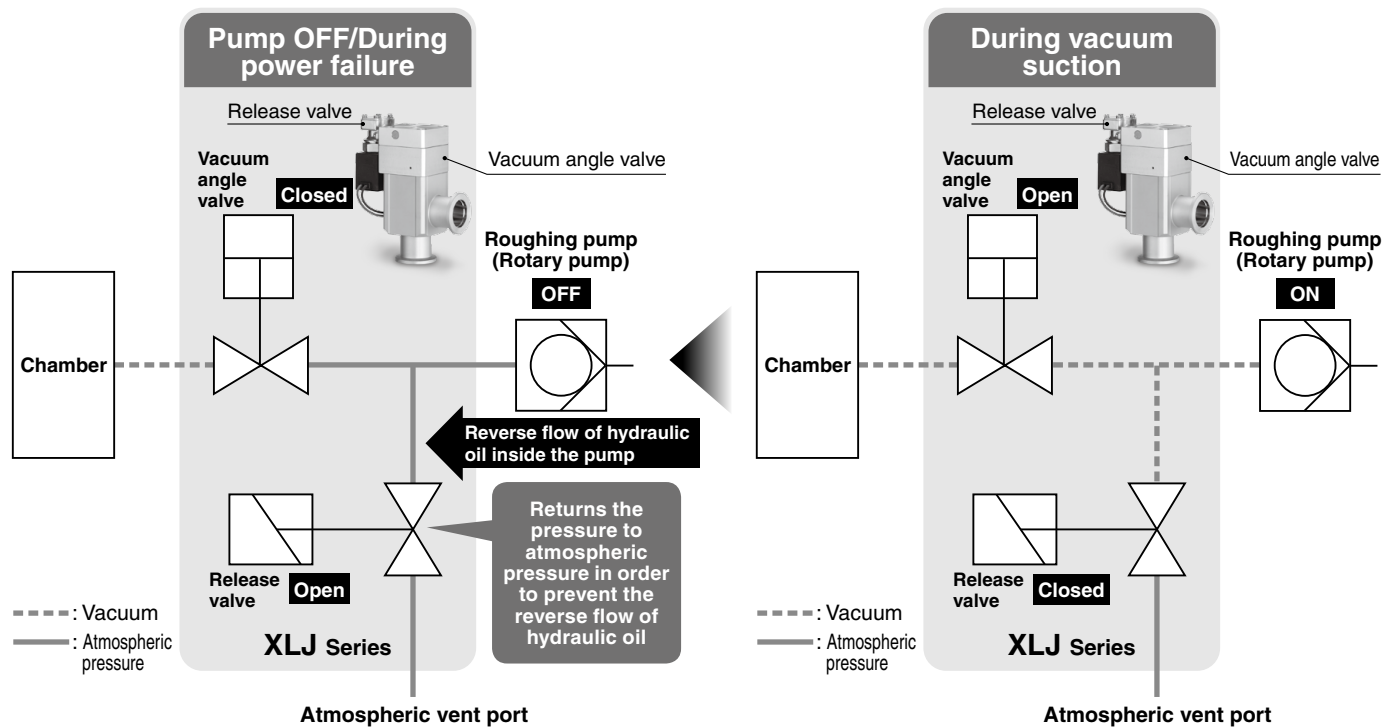 Pump OFF/During
power failure
Release valve
Vacuum angle valve
Vacuum
angle
valve
Closed
Roughing pump
(Rotary pump)
OFF
Chamber
Reverse flow of hydraulic
oil inside the pump
Returns the
pressure to
atmospheric
pressure in order
to prevent the
reverse flow of
hydraulic oil
Release
valve
Open
: Vacuum
: Atmospheric
pressure
XLJ Series
Atmospheric vent port
During vacuum
suction
Release valve
Vacuum angle valve
Vacuum
angle
valve
Open
Roughing pump
(Rotary pump)
ON
Chamber
Release
valve
Closed
: Vacuum
: Atmospheric
pressure
XLJ Series
Atmospheric vent port